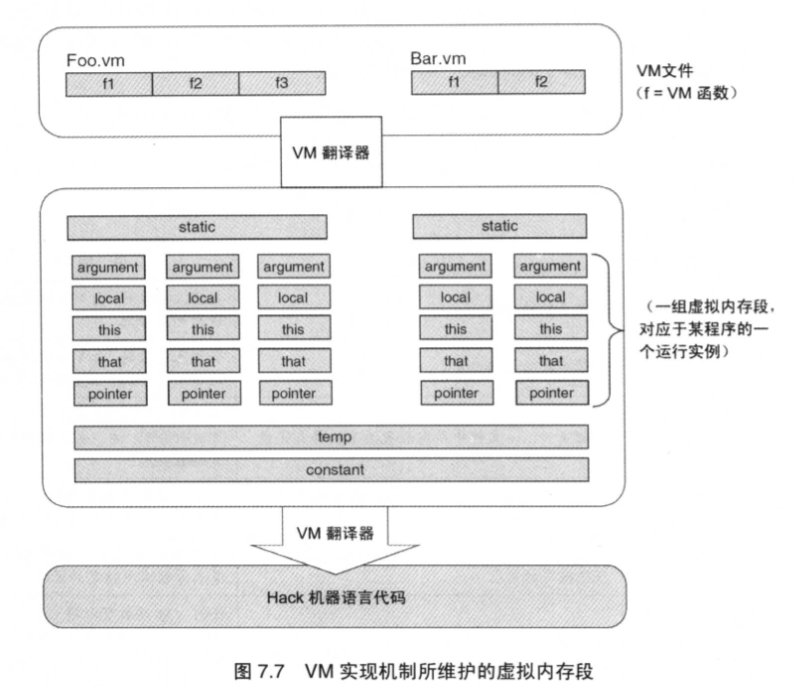 Foo.vm
Bar.vm
f1 f2 f3
f1 f2
VM文件
（f = VM 函数）
VM 翻译器
static
static
argument argument argument argument argument
local local local local local
this this this this this
that that that that that
pointer pointer pointer pointer pointer
（一组虚拟内存段，
对应于某程序的一
个运行实例）
temp
constant
VM 翻译器
Hack 机器语言代码
图 7.7 VM 实现机制所维护的虚拟内存段